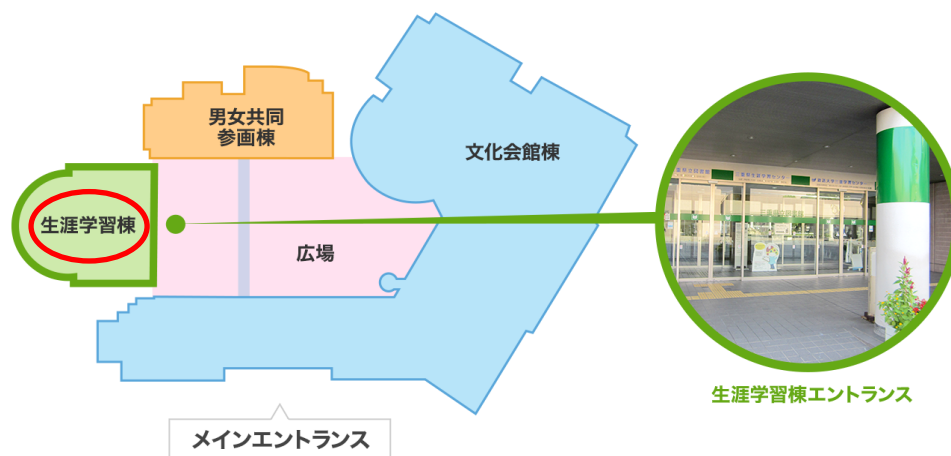 男女共同
参画棟
文化会館棟
生涯学習棟
広場
生涯学習棟エントランス
メインエントランス